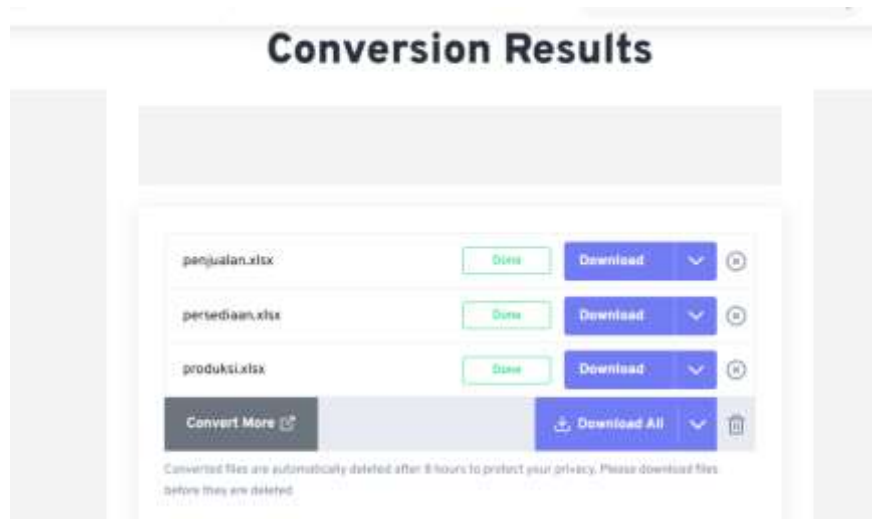 Conversion Results
penjualan.xlsx Done Download
persediaan.xlsx Done Download
produksi.xlsx Done Download
Convert More Download All
Converted files are automatically deleted after 8 hours to protect your privacy. Please download files
before they are deleted